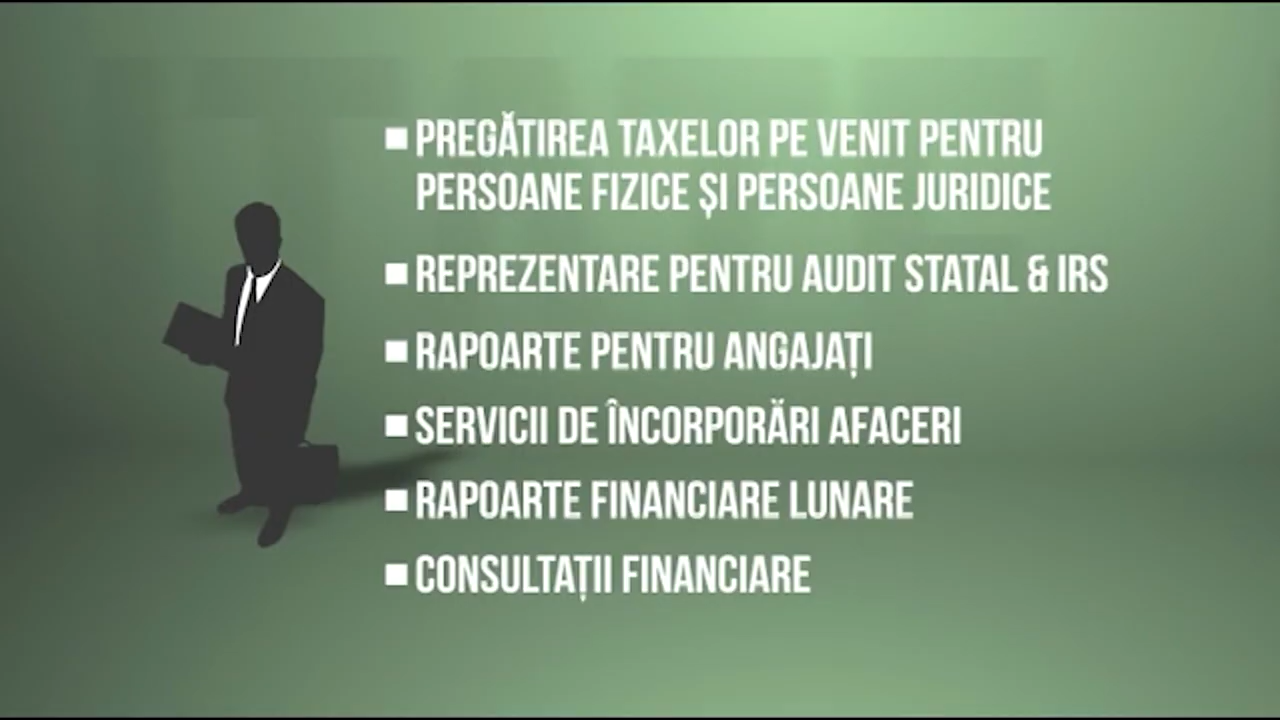 PREGĂTIREA TAXELOR PE VENIT PENTRU
PERSOANE FIZICE ȘI PERSOANE JURIDICE
REPREZENTARE PENTRU AUDIT STATAL & IRS
RAPOARTE PENTRU ANGAJAȚI
SERVICII DE ÎNCORPORĂRI AFACERI
RAPOARTE FINANCIARE LUNARE
CONSULTAȚII FINANCIARE